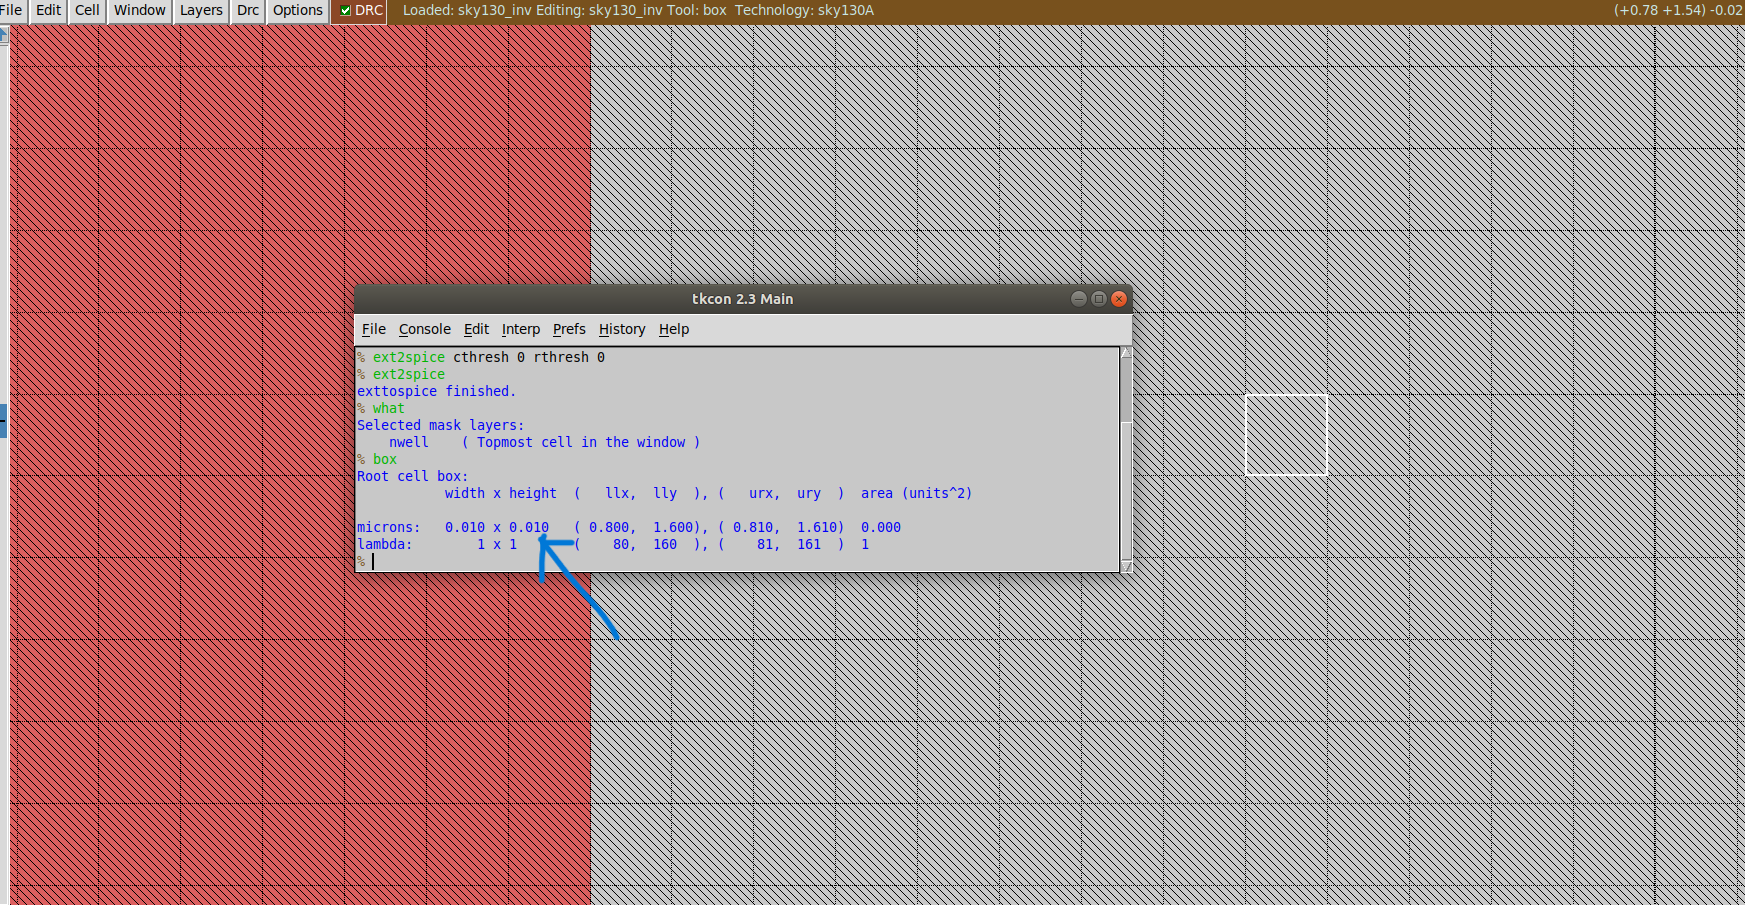 File Edit Cell Window Layers Drc Options DRC Loaded: sky130_inv Editing: sky130_inv Tool: box Technology: sky130A (+0.78 +1.54) -0.02
tkcon 2.3 Main
File Console Edit Interp Prefs History Help
% ext2spice cthresh 0 rthresh 0
% ext2spice
exttospice finished.
% what
Selected mask layers:
nwell ( Topmost cell in the window )
% box
Root cell box:
width x height ( llx, lly ), ( urx, ury ) area (units^2)
microns: 0.010 x 0.010 ( 0.800, 1.600), ( 0.810, 1.610) 0.000
lambda: 1 x 1 ( 80, 160 ), ( 81, 161 ) 1
%